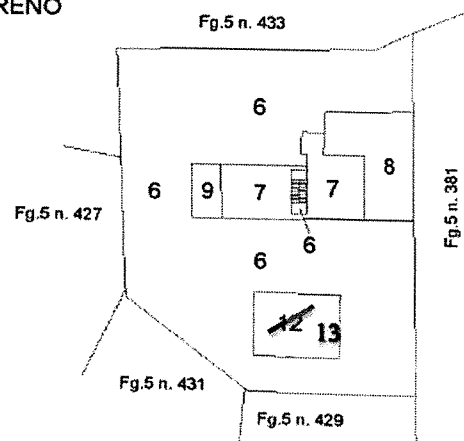 RENO
Fg.5 n. 433
6
8
6 9 7 7
Fg.5 n. 381
Fg.5 n. 427
6
6
12 13
Fg.5 n. 431
Fg.5 n. 429